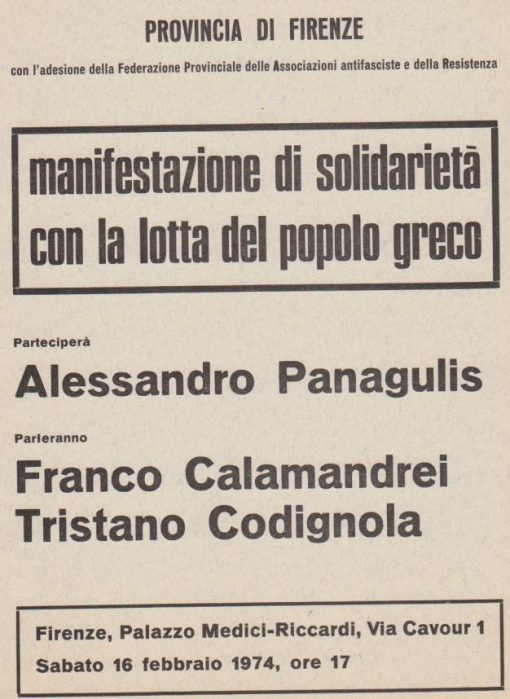 PROVINCIA DI FIRENZE
con l'adesione della Federazione Provinciale delle Associazioni antifasciste e della Resistenza
manifestazione di solidarietà
con la lotta del popolo greco
Parteciperà
Alessandro Panagulis
Parleranno
Franco Calamandrei
Tristano Codignola
Firenze, Palazzo Medici-Riccardi, Via Cavour 1
Sabato 16 febbraio 1974, ore 17